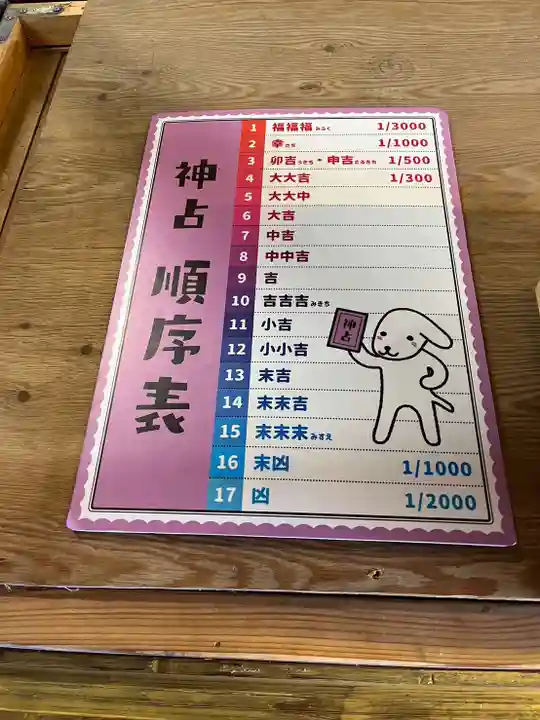 神占 順序表
1 福福福 みふく 1/3000
2 幸 さち 1/1000
3 卯吉 うきち・申吉 さるきち 1/500
4 大大吉 1/300
5 大大中
6 大吉
7 中吉
8 中中吉
9 吉
10 吉吉吉 みきち
11 小吉
12 小小吉
13 末吉
14 末末吉
15 末末末 みすえ
16 末凶 1/1000
17 凶 1/2000
神占